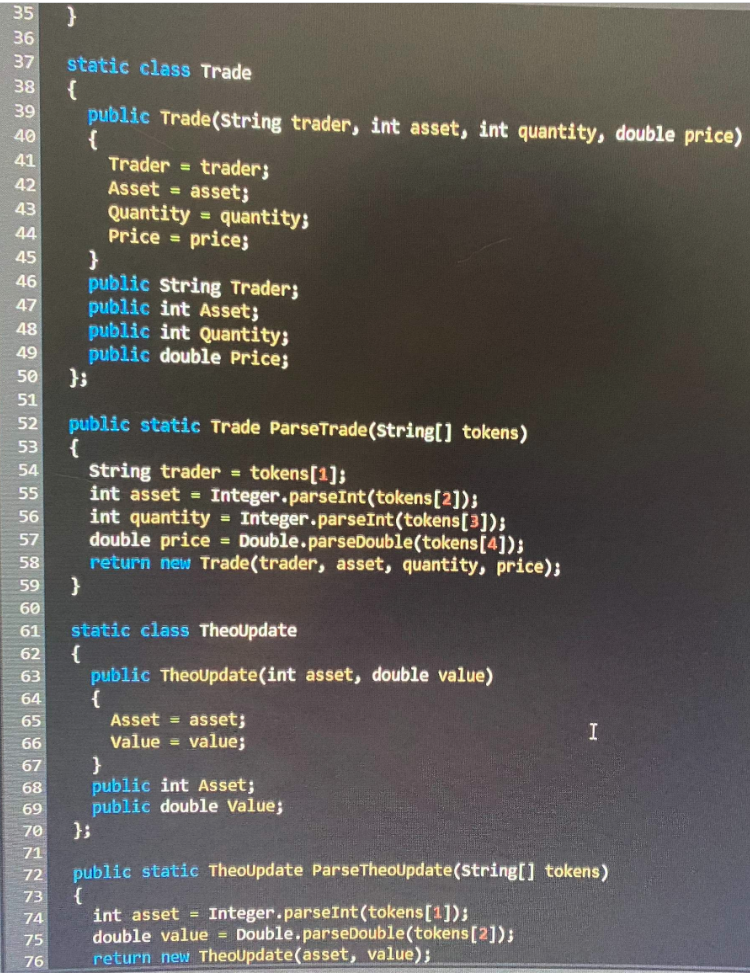 35 }
36
37 static class Trade
38 {
39 public Trade(String trader, int asset, int quantity, double price)
40 {
41 Trader = trader;
42 Asset = asset;
43 Quantity = quantity;
44 Price = price;
45 }
46 public String Trader;
47 public int Asset;
48 public int Quantity;
49 public double Price;
50 };
51
52 public static Trade ParseTrade(String[] tokens)
53 {
54 String trader = tokens[1];
55 int asset = Integer.parseInt(tokens[2]);
56 int quantity = Integer.parseInt(tokens[3]);
57 double price = Double.parseDouble(tokens[4]);
58 return new Trade(trader, asset, quantity, price);
59 }
60
61 static class TheoUpdate
62 {
63 public TheoUpdate(int asset, double value)
64 {
65 Asset = asset;
66 Value = value;
67 }
68 public int Asset;
69 public double Value;
70 };
71
72 public static TheoUpdate ParseTheoUpdate(String[] tokens)
73 {
74 int asset = Integer.parseInt(tokens[1]);
75 double value = Double.parseDouble(tokens[2]);
76 return new TheoUpdate(asset, value);